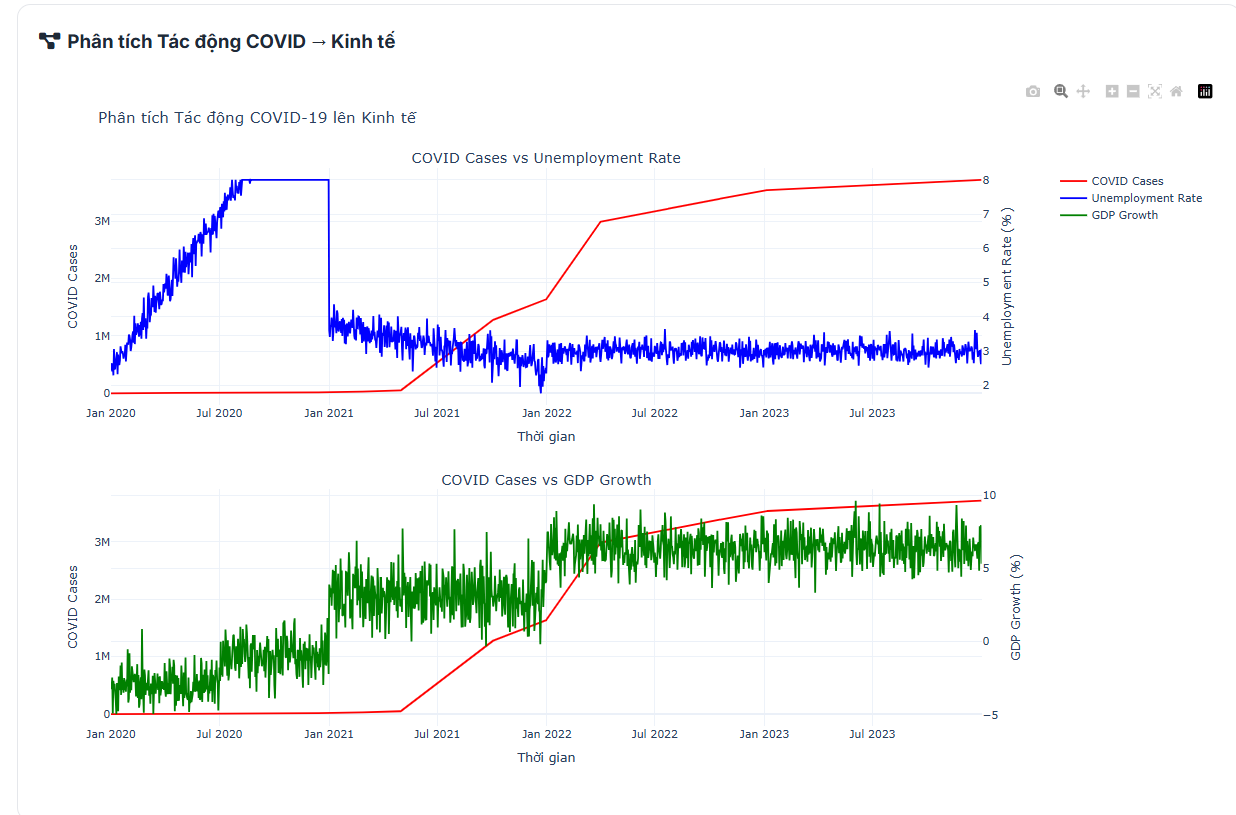 Phân tích Tác động COVID → Kinh tế
Phân tích Tác động COVID-19 lên Kinh tế
COVID Cases vs Unemployment Rate
COVID Cases
Unemployment Rate
GDP Growth
COVID Cases
3M
2M
1M
0
8
7
6
5
4
3
2
Unemployment Rate (%)
Jan 2020 Jul 2020 Jan 2021 Jul 2021 Jan 2022 Jul 2022 Jan 2023 Jul 2023
Thời gian
COVID Cases vs GDP Growth
COVID Cases
3M
2M
1M
0
10
5
0
−5
GDP Growth (%)
Jan 2020 Jul 2020 Jan 2021 Jul 2021 Jan 2022 Jul 2022 Jan 2023 Jul 2023
Thời gian